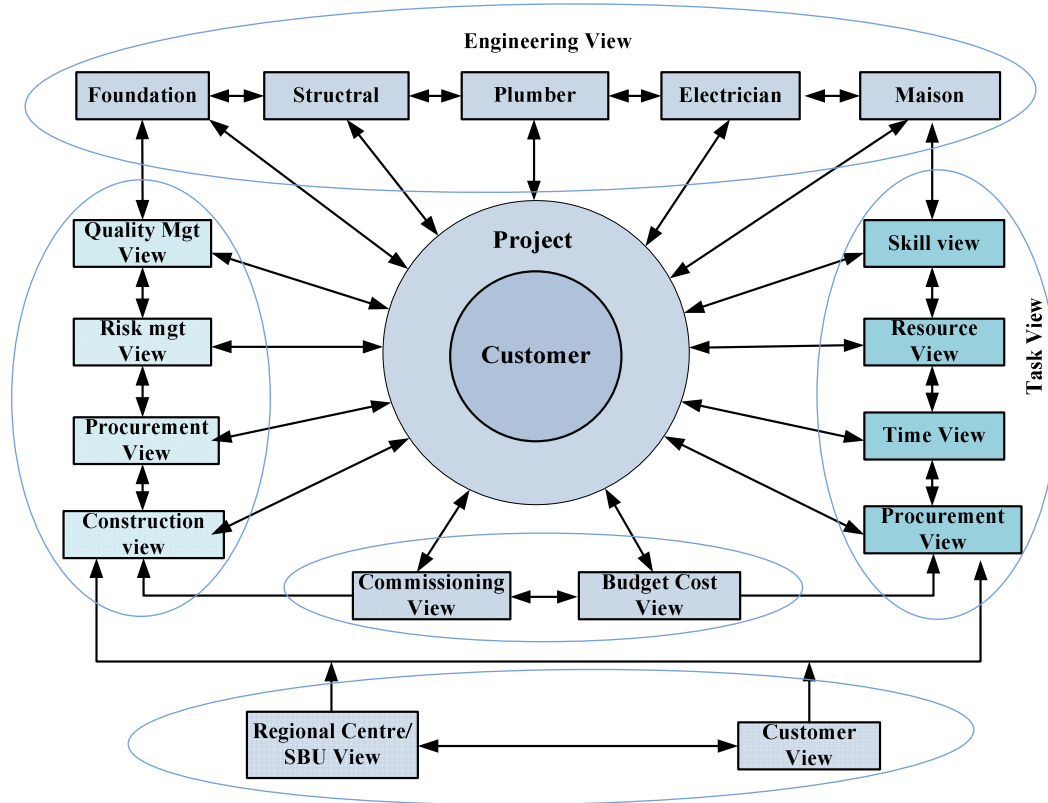 Engineering View
Foundation
Structral
Plumber
Electrician
Maison
Quality Mgt
View
Risk mgt
View
Procurement
View
Construction
view
Project
Customer
Skill view
Resource
View
Time View
Procurement
View
Task View
Commissioning
View
Budget Cost
View
Regional Centre/
SBU View
Customer
View